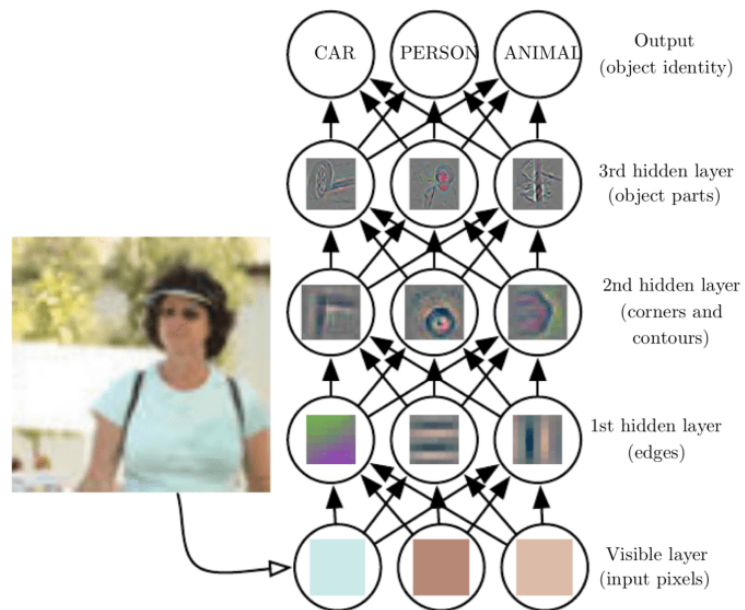 CAR
PERSON
ANIMAL
Output
(object identity)
3rd hidden layer
(object parts)
2nd hidden layer
(corners and
contours)
1st hidden layer
(edges)
Visible layer
(input pixels)